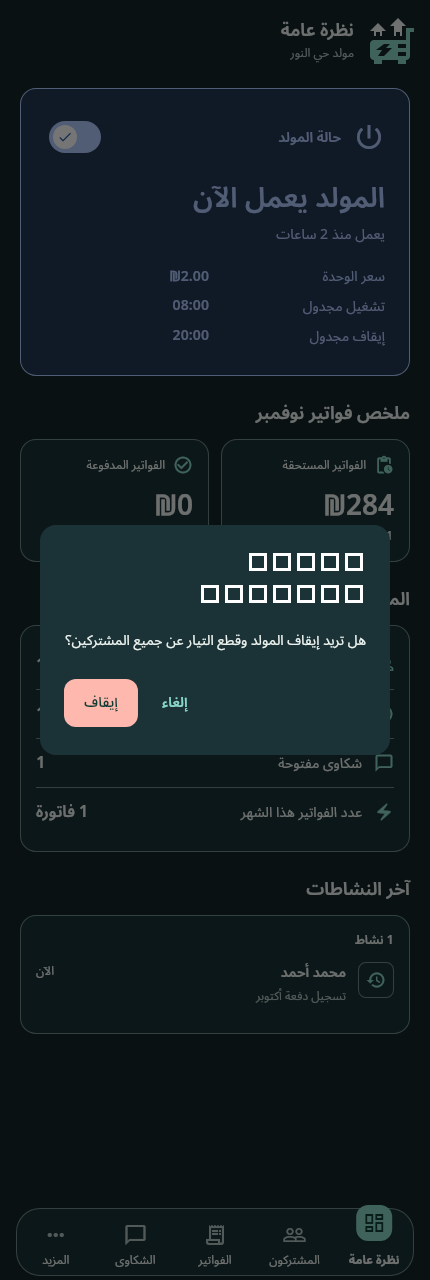 نظرة عامة
مولد حي النور
حالة المولد
المولد يعمل الآن
يعمل منذ 2 ساعات
سعر الوحدة ₪2.00
تشغيل مجدول 08:00
إيقاف مجدول 20:00
ملخص فواتير نوفمبر
الفواتير المستحقة
₪284
الفواتير المدفوعة
₪0
هل تريد إيقاف المولد وقطع التيار عن جميع المشتركين؟
إلغاء
إيقاف
شكاوى مفتوحة 1
عدد الفواتير هذا الشهر 1 فاتورة
آخر النشاطات
1 نشاط
محمد أحمد الآن
تسجيل دفعة أكتوبر
نظرة عامة
المشتركون
الفواتير
الشكاوى
المزيد